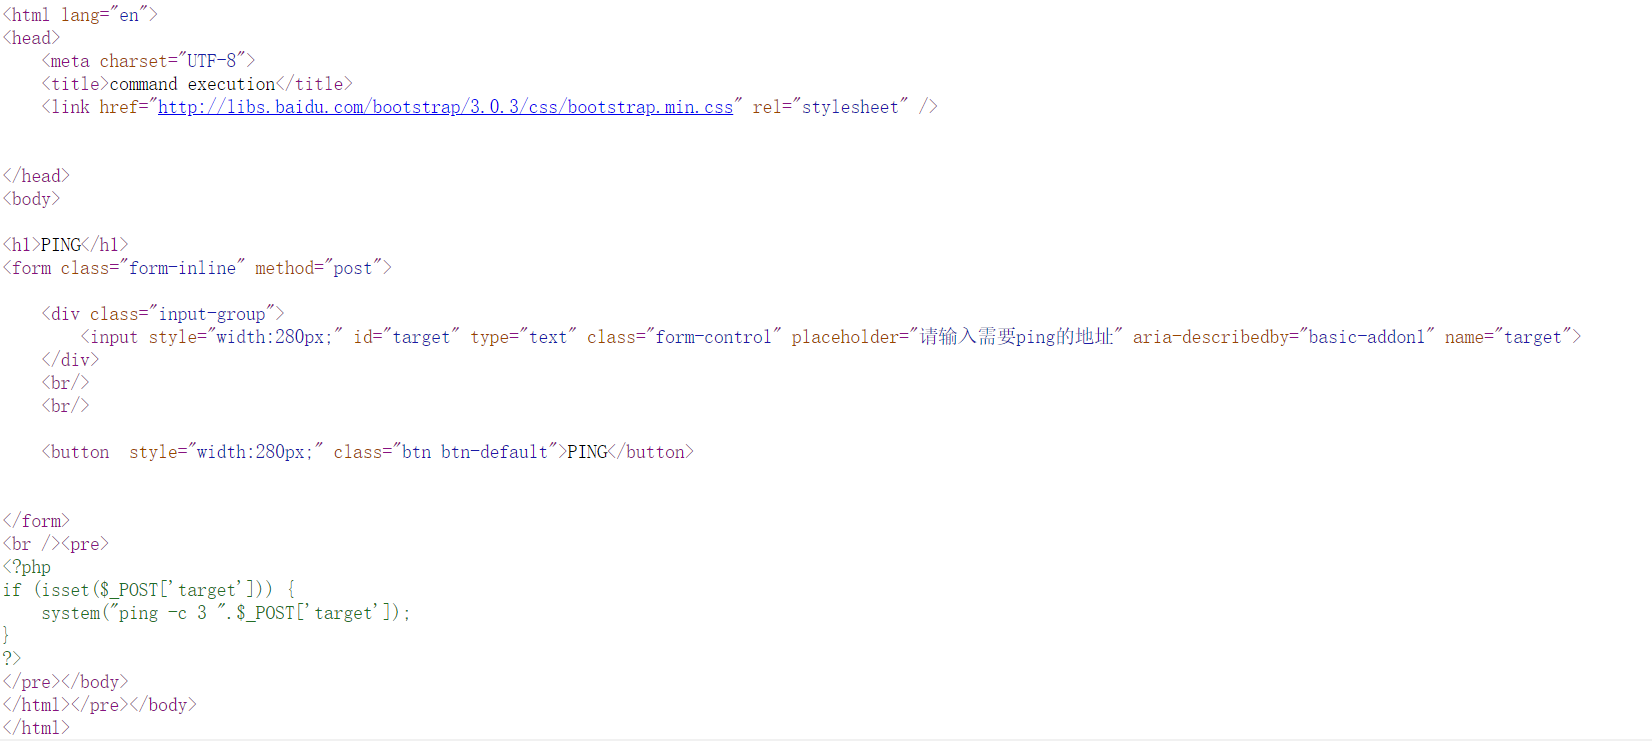 <html lang="en">
<head>
    <meta charset="UTF-8">
    <title>command execution</title>
    <link href="http://libs.baidu.com/bootstrap/3.0.3/css/bootstrap.min.css" rel="stylesheet" />
</head>
<body>
<h1>PING</h1>
<form class="form-inline" method="post">
    <div class="input-group">
        <input style="width:280px;" id="target" type="text" class="form-control" placeholder="请输入需要ping的地址" aria-describedby="basic-addon1" name="target">
    </div>
    <br/>
    <br/>
    <button  style="width:280px;" class="btn btn-default">PING</button>
</form>
<br /><pre>
<?php
if (isset($_POST['target'])) {
    system("ping -c 3 ".$_POST['target']);
}
?>
</pre></body>
</html></pre></body>
</html>